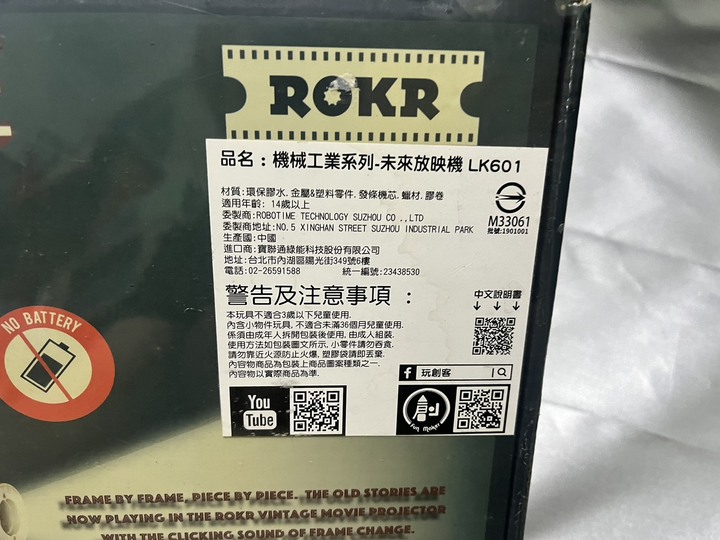 ROKR
品名：機械工業系列-未來放映機 LK601
材質:環保膠水.金屬&塑料零件.發條機芯.蠟材.膠卷
適用年齡: 14歲以上
委製商:ROBOTIME TECHNOLOGY SUZHOU CO.,LTD
委製商地址:NO.5 XINGHAN STREET SUZHOU INDUSTRIAL PARK
生產國:中國
進口商:寶聯通綠能科技股份有限公司
地址:台北市內湖區陽光街349號6樓
電話:02-26591588 統一編號:23438530
M33061
批號:1901001
警告及注意事項：
本玩具不適合3歲以下兒童使用.
內含小物件玩具, 不適合未滿36個月兒童使用.
係須由成年人拆開包裝後使用, 由成人組裝.
使用方法如包裝圖文所示, 小零件請勿吞食.
請勿靠近火源防止火爆, 塑膠袋請即丟棄.
內容物商品為包裝上商品圖案種類之一.
內容物以實際商品為準.
中文說明書
↓ ↓ ↓
f 玩創客
You
Tube
Fun Maker
NO BATTERY
FRAME BY FRAME, PIECE BY PIECE. THE OLD STORIES ARE
NOW PLAYING IN THE ROKR VINTAGE MOVIE PROJECTOR
WITH THE CLICKING SOUND OF FRAME CHANGE.